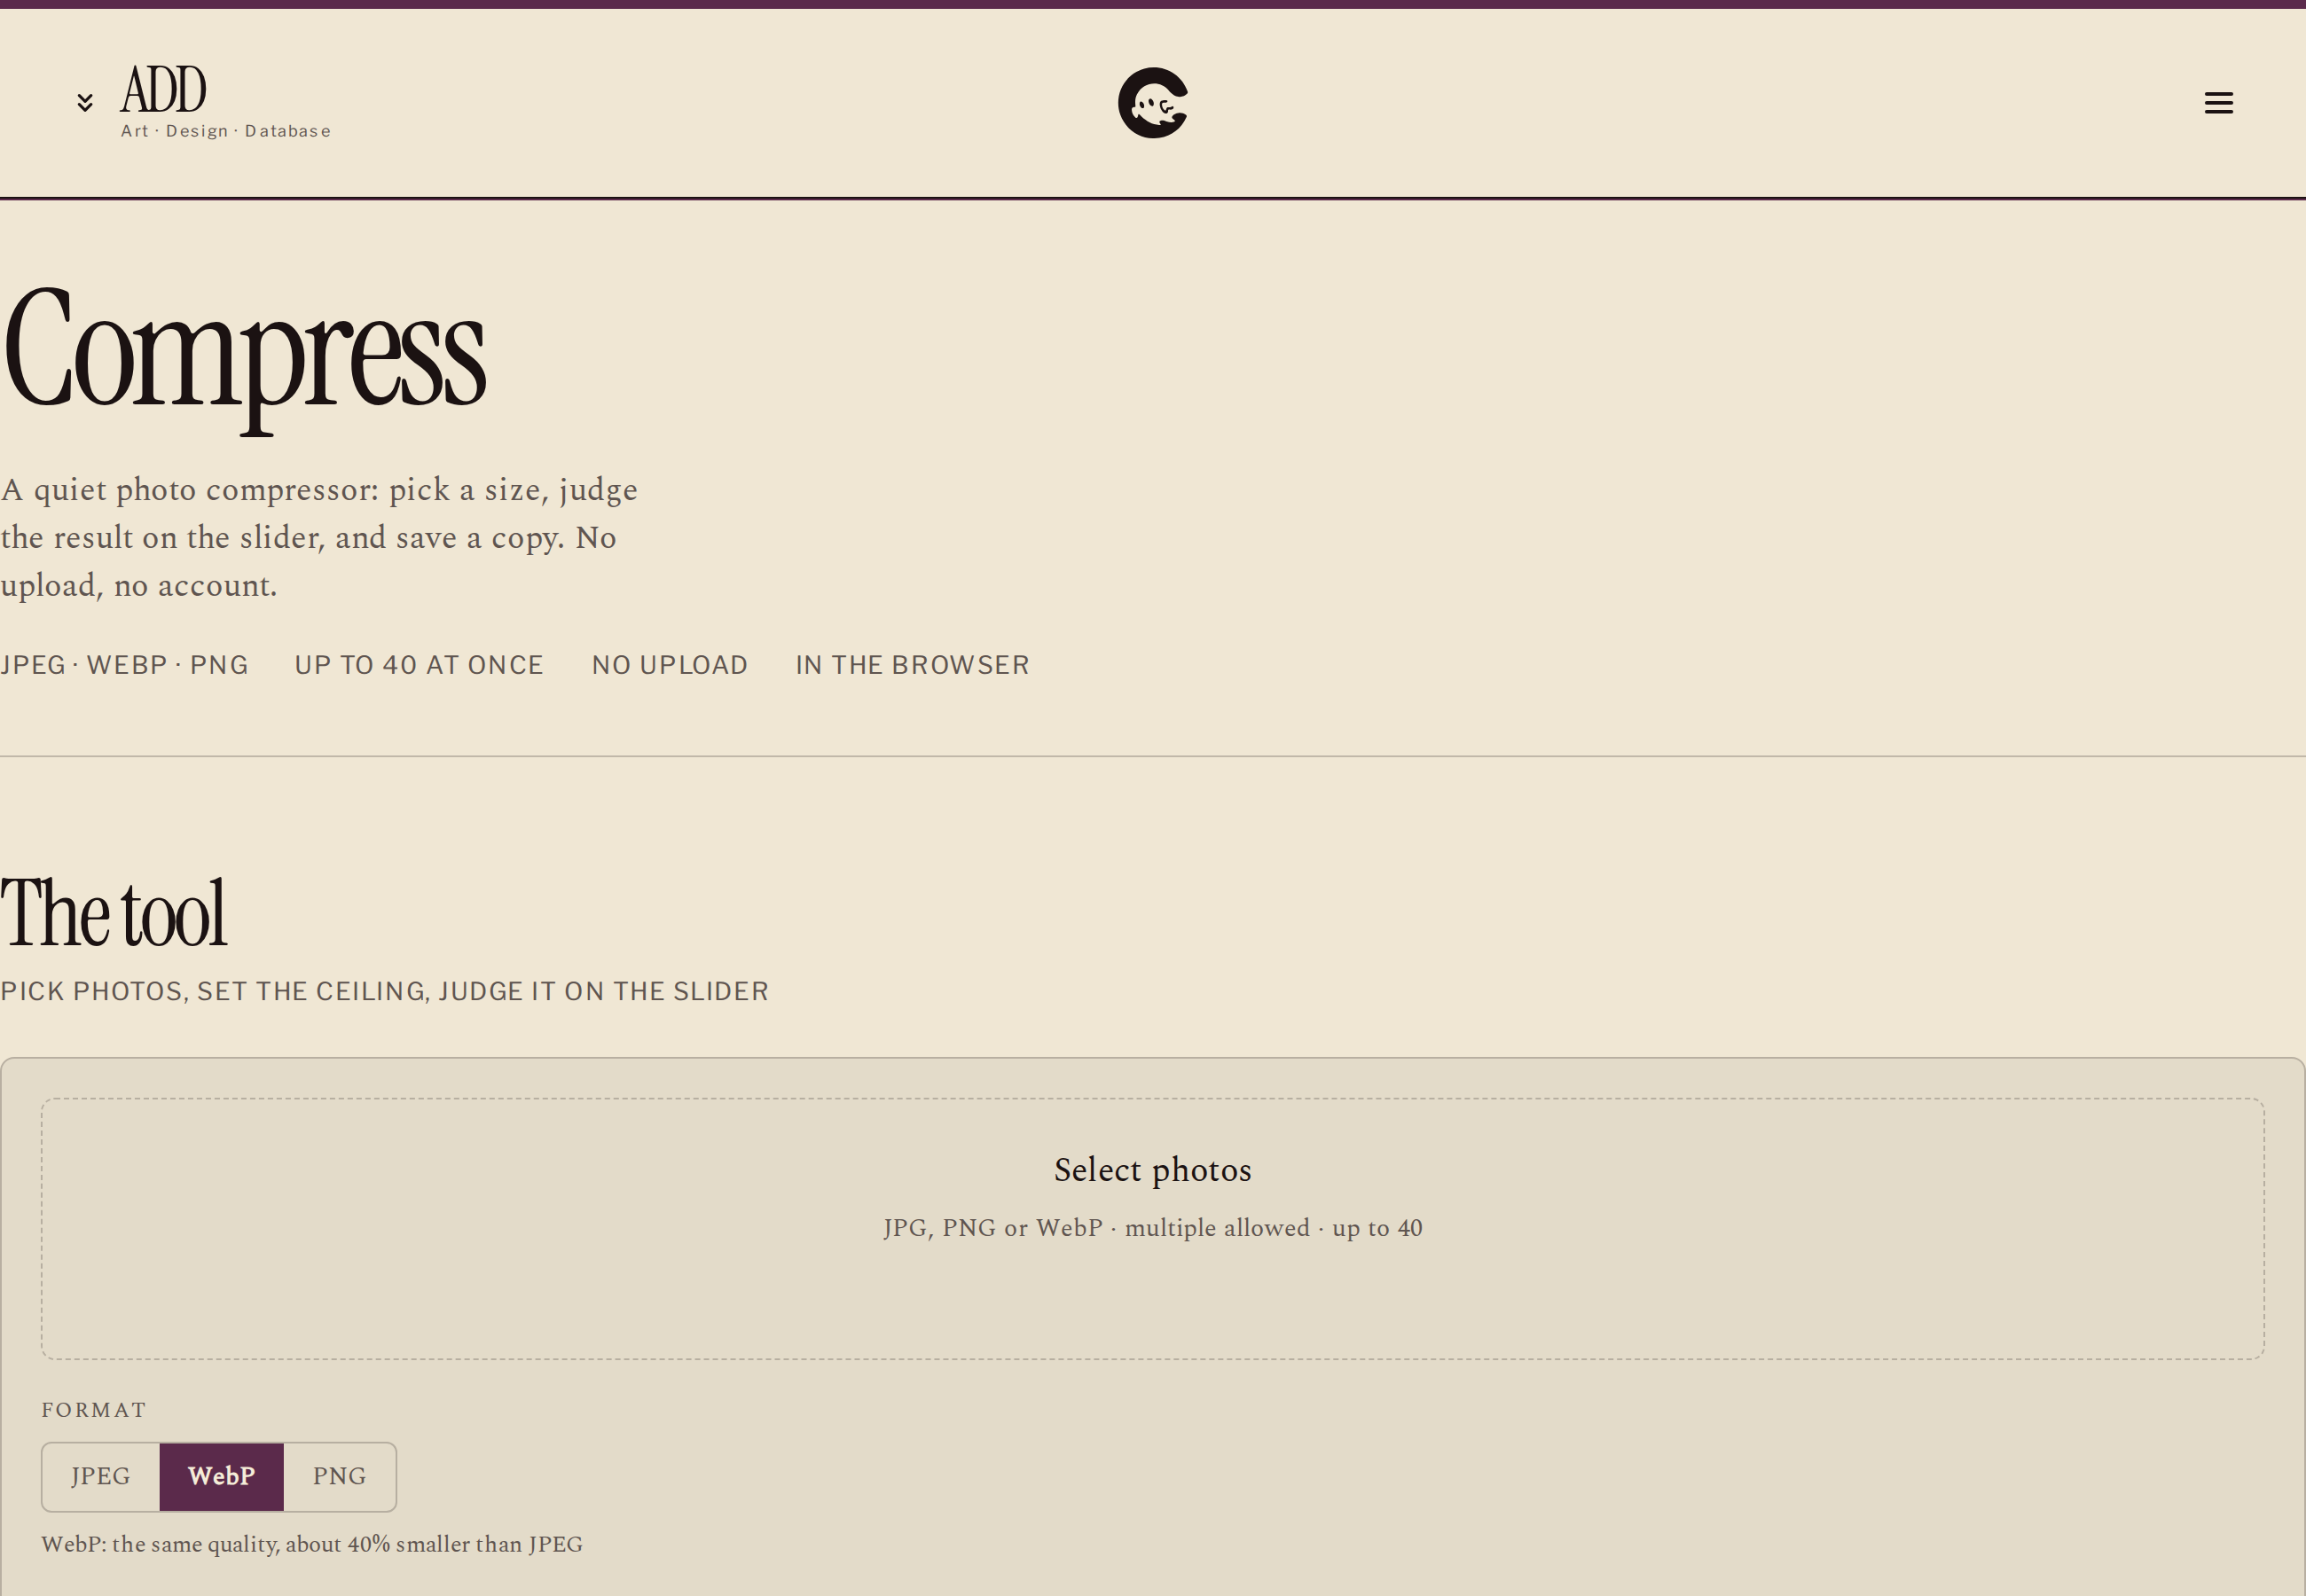 ADD
Art · Design · Database
Compress
A quiet photo compressor: pick a size, judge
the result on the slider, and save a copy. No
upload, no account.
JPEG · WEBP · PNG UP TO 40 AT ONCE NO UPLOAD IN THE BROWSER
The tool
PICK PHOTOS, SET THE CEILING, JUDGE IT ON THE SLIDER
Select photos
JPG, PNG or WebP · multiple allowed · up to 40
FORMAT
JPEG WebP PNG
WebP: the same quality, about 40% smaller than JPEG